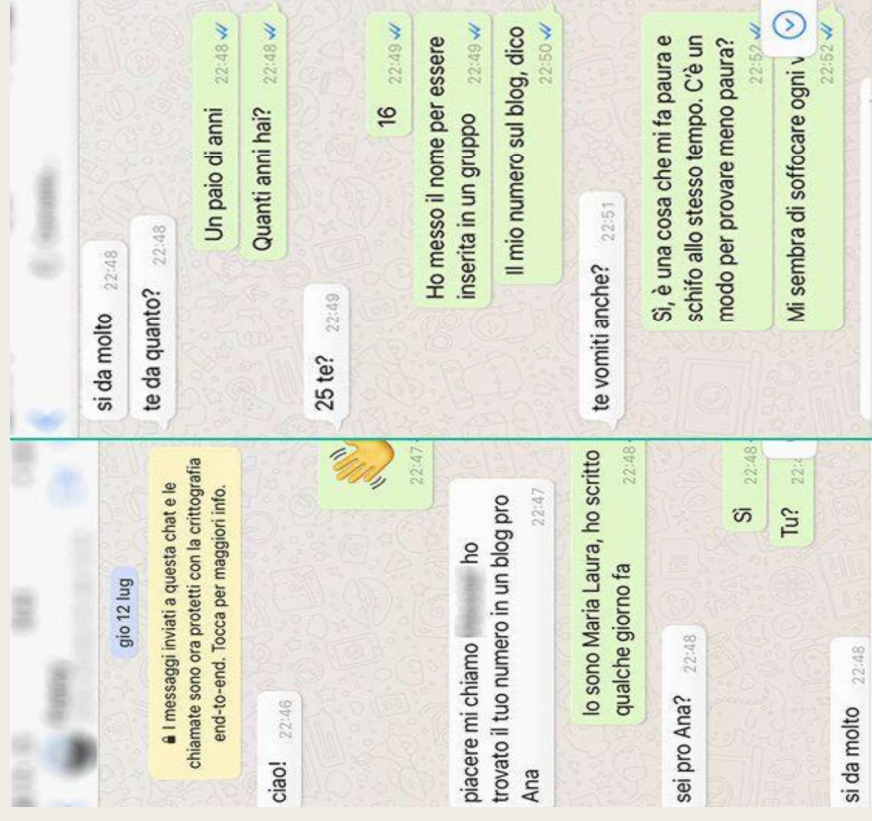 gio 12 lug
I messaggi inviati a questa chat e le
chiamate sono ora protetti con la crittografia
end-to-end. Tocca per maggiori info.
ciao! 22:46
22:47
piacere mi chiamo ho
trovato il tuo numero in un blog pro
Ana 22:47
Io sono Maria Laura, ho scritto
qualche giorno fa 22:48
sei pro Ana? 22:48
Sì 22:48
Tu?
si da molto 22:48
si da molto 22:48
te da quanto? 22:48
Un paio di anni 22:48
Quanti anni hai? 22:48
25 te? 22:49
16 22:49
Ho messo il nome per essere
inserita in un gruppo 22:49
Il mio numero sul blog, dico
22:50
te vomiti anche? 22:51
Sì, è una cosa che mi fa paura e
schifo allo stesso tempo. C'è un
modo per provare meno paura?
22:52
Mi sembra di soffocare ogni
22:52